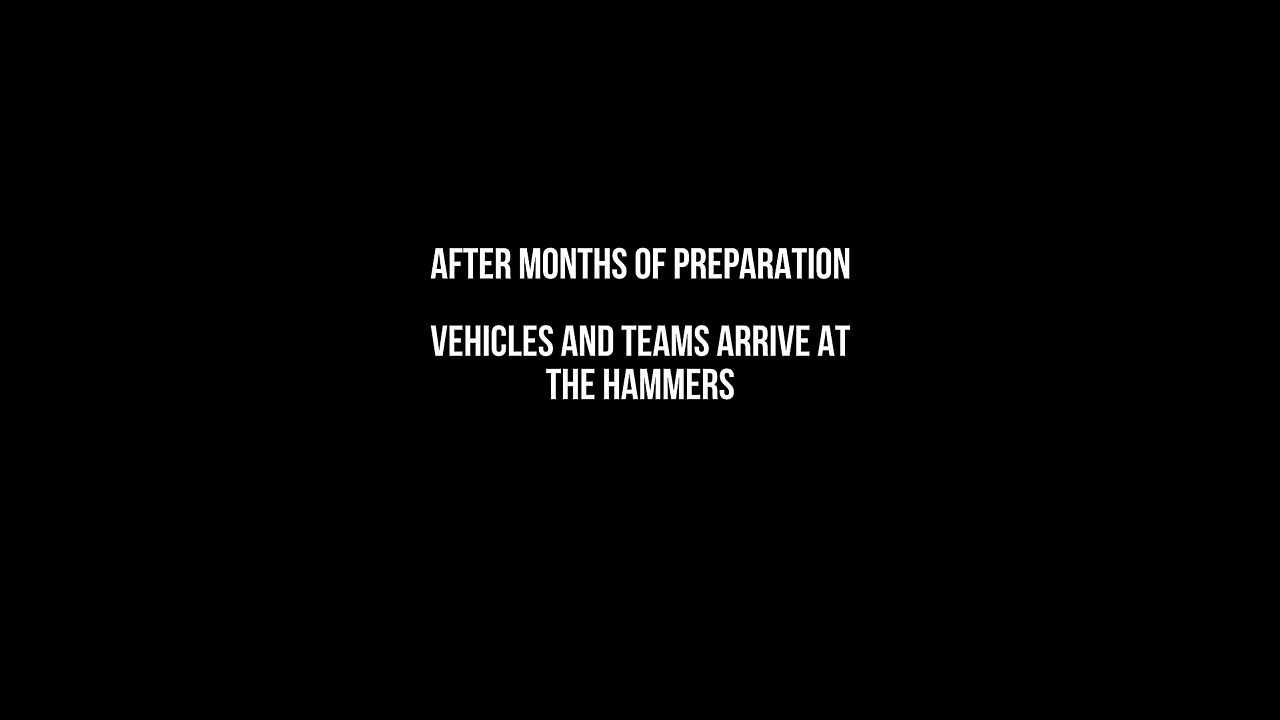 AFTER MONTHS OF PREPARATION
VEHICLES AND TEAMS ARRIVE AT
THE HAMMERS